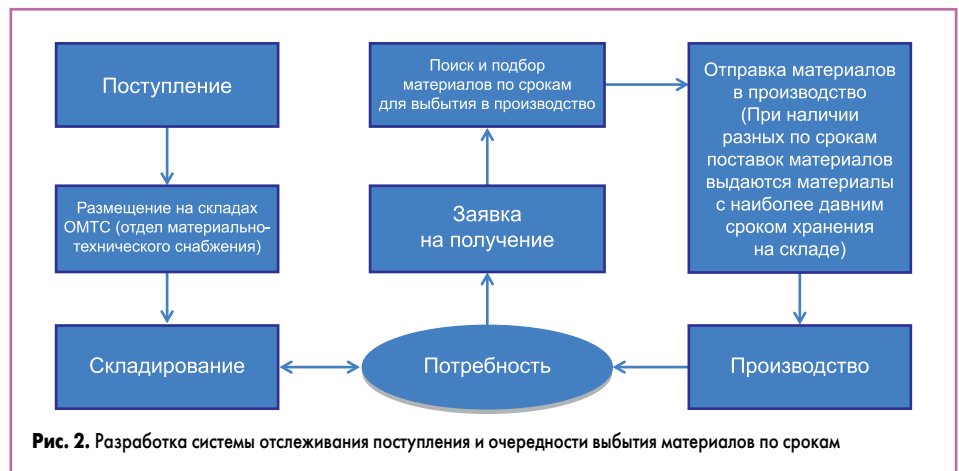 Поступление
Размещение на складах
ОМТС (отдел материально-
технического снабжения)
Складирование
Поиск и подбор
материалов по срокам
для выбытия в производство
Заявка
на получение
Потребность
Отправка материалов
в производство
(При наличии
разных по срокам
поставок материалов
выдаются материалы
с наиболее давним
сроком хранения
на складе)
Производство
Рис. 2. Разработка системы отслеживания поступления и очередности выбытия материалов по срокам